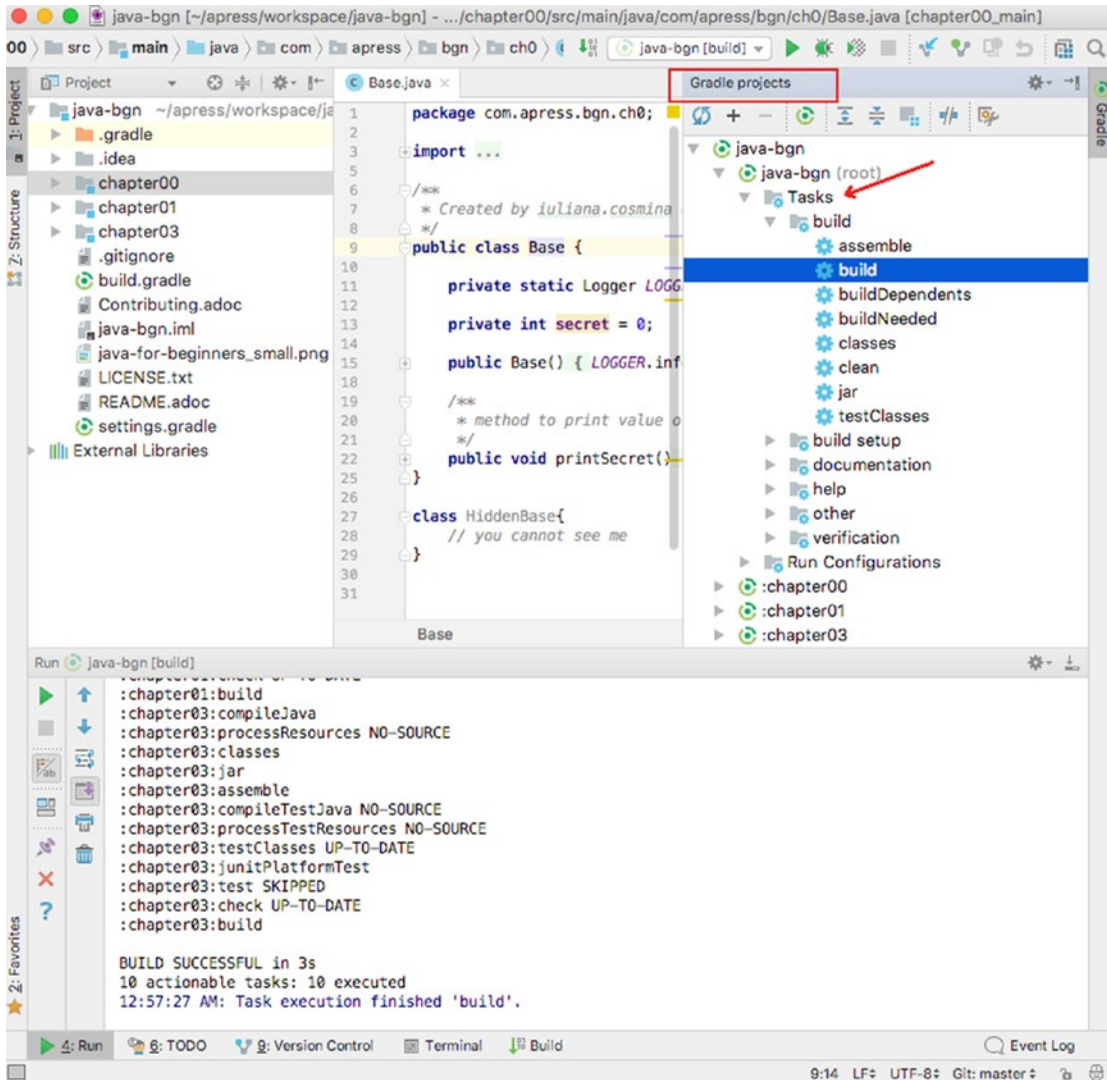 java-bgn [~/apress/workspace/java-bgn] - .../chapter00/src/main/java/com/apress/bgn/ch0/Base.java [chapter00_main]
00 src main java com apress bgn ch0 java-bgn [build]
1: Project
Z: Structure
2: Favorites
Project
java-bgn ~/apress/workspace/ja
.gradle
.idea
chapter00
chapter01
chapter03
.gitignore
build.gradle
Contributing.adoc
java-bgn.iml
java-for-beginners_small.png
LICENSE.txt
README.adoc
settings.gradle
External Libraries
Base.java
1 package com.apress.bgn.ch0;
2
3 import ...
5
6 /**
7 * Created by iuliana.cosmina
8 */
9 public class Base {
10
11 private static Logger LOGG
12
13 private int secret = 0;
14
15 public Base() { LOGGER.inf
18
19 /**
20 * method to print value o
21 */
22 public void printSecret()
25 }
26
27 class HiddenBase{
28 // you cannot see me
29 }
30
31
Base
Gradle projects
Gradle
java-bgn
java-bgn (root)
Tasks
build
assemble
build
buildDependents
buildNeeded
classes
clean
jar
testClasses
build setup
documentation
help
other
verification
Run Configurations
:chapter00
:chapter01
:chapter03
Run java-bgn [build]
:chapter01:check UP-TO-DATE
:chapter01:build
:chapter03:compileJava
:chapter03:processResources NO-SOURCE
:chapter03:classes
:chapter03:jar
:chapter03:assemble
:chapter03:compileTestJava NO-SOURCE
:chapter03:processTestResources NO-SOURCE
:chapter03:testClasses UP-TO-DATE
:chapter03:junitPlatformTest
:chapter03:test SKIPPED
:chapter03:check UP-TO-DATE
:chapter03:build
BUILD SUCCESSFUL in 3s
10 actionable tasks: 10 executed
12:57:27 AM: Task execution finished 'build'.
4: Run 6: TODO 9: Version Control Terminal Build Event Log
9:14 LF UTF-8 Git: master